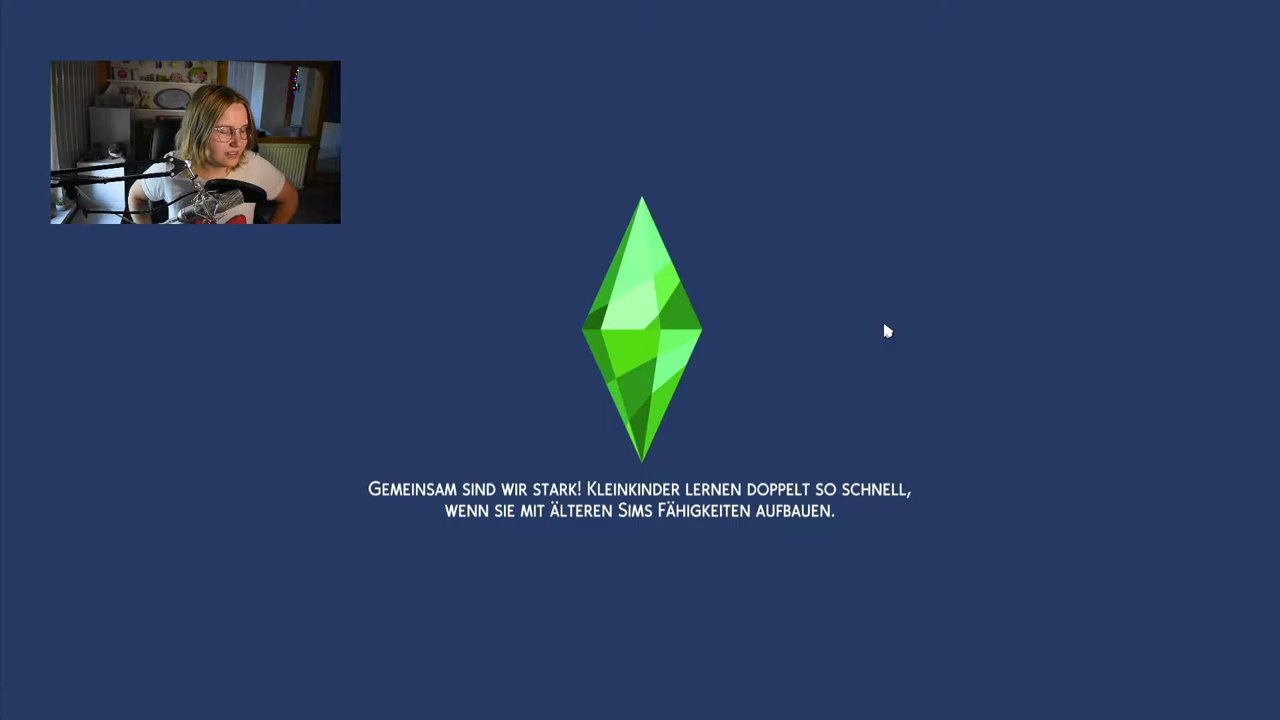 Gemeinsam sind wir stark! Kleinkinder lernen doppelt so schnell,
wenn sie mit älteren Sims Fähigkeiten aufbauen.